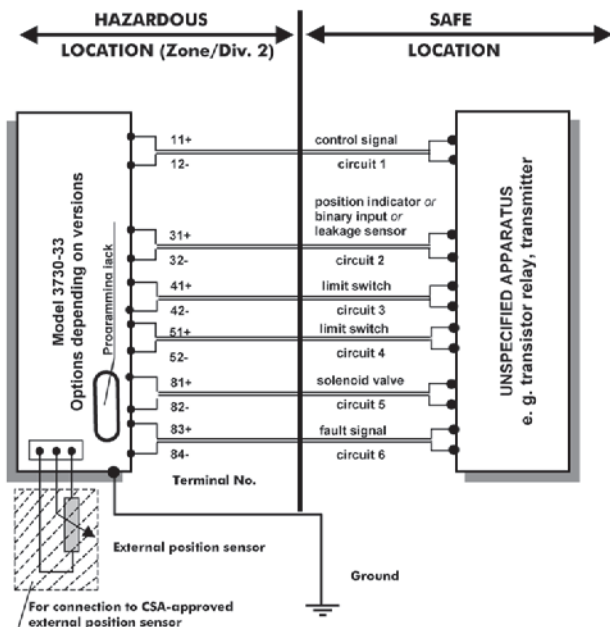 HAZARDOUS
LOCATION (Zone/Div. 2)
SAFE
LOCATION
Model 3730-33
Options depending on versions
Programming jack
11+
12-
31+
32-
41+
42-
51+
52-
81+
82-
83+
84-
Terminal No.
control signal
circuit 1
position indicator or
binary input or
leakage sensor
circuit 2
limit switch
circuit 3
limit switch
circuit 4
solenoid valve
circuit 5
fault signal
circuit 6
UNSPECIFIED APPARATUS
e. g. transistor relay, transmitter
External position sensor
Ground
For connection to CSA-approved
external position sensor